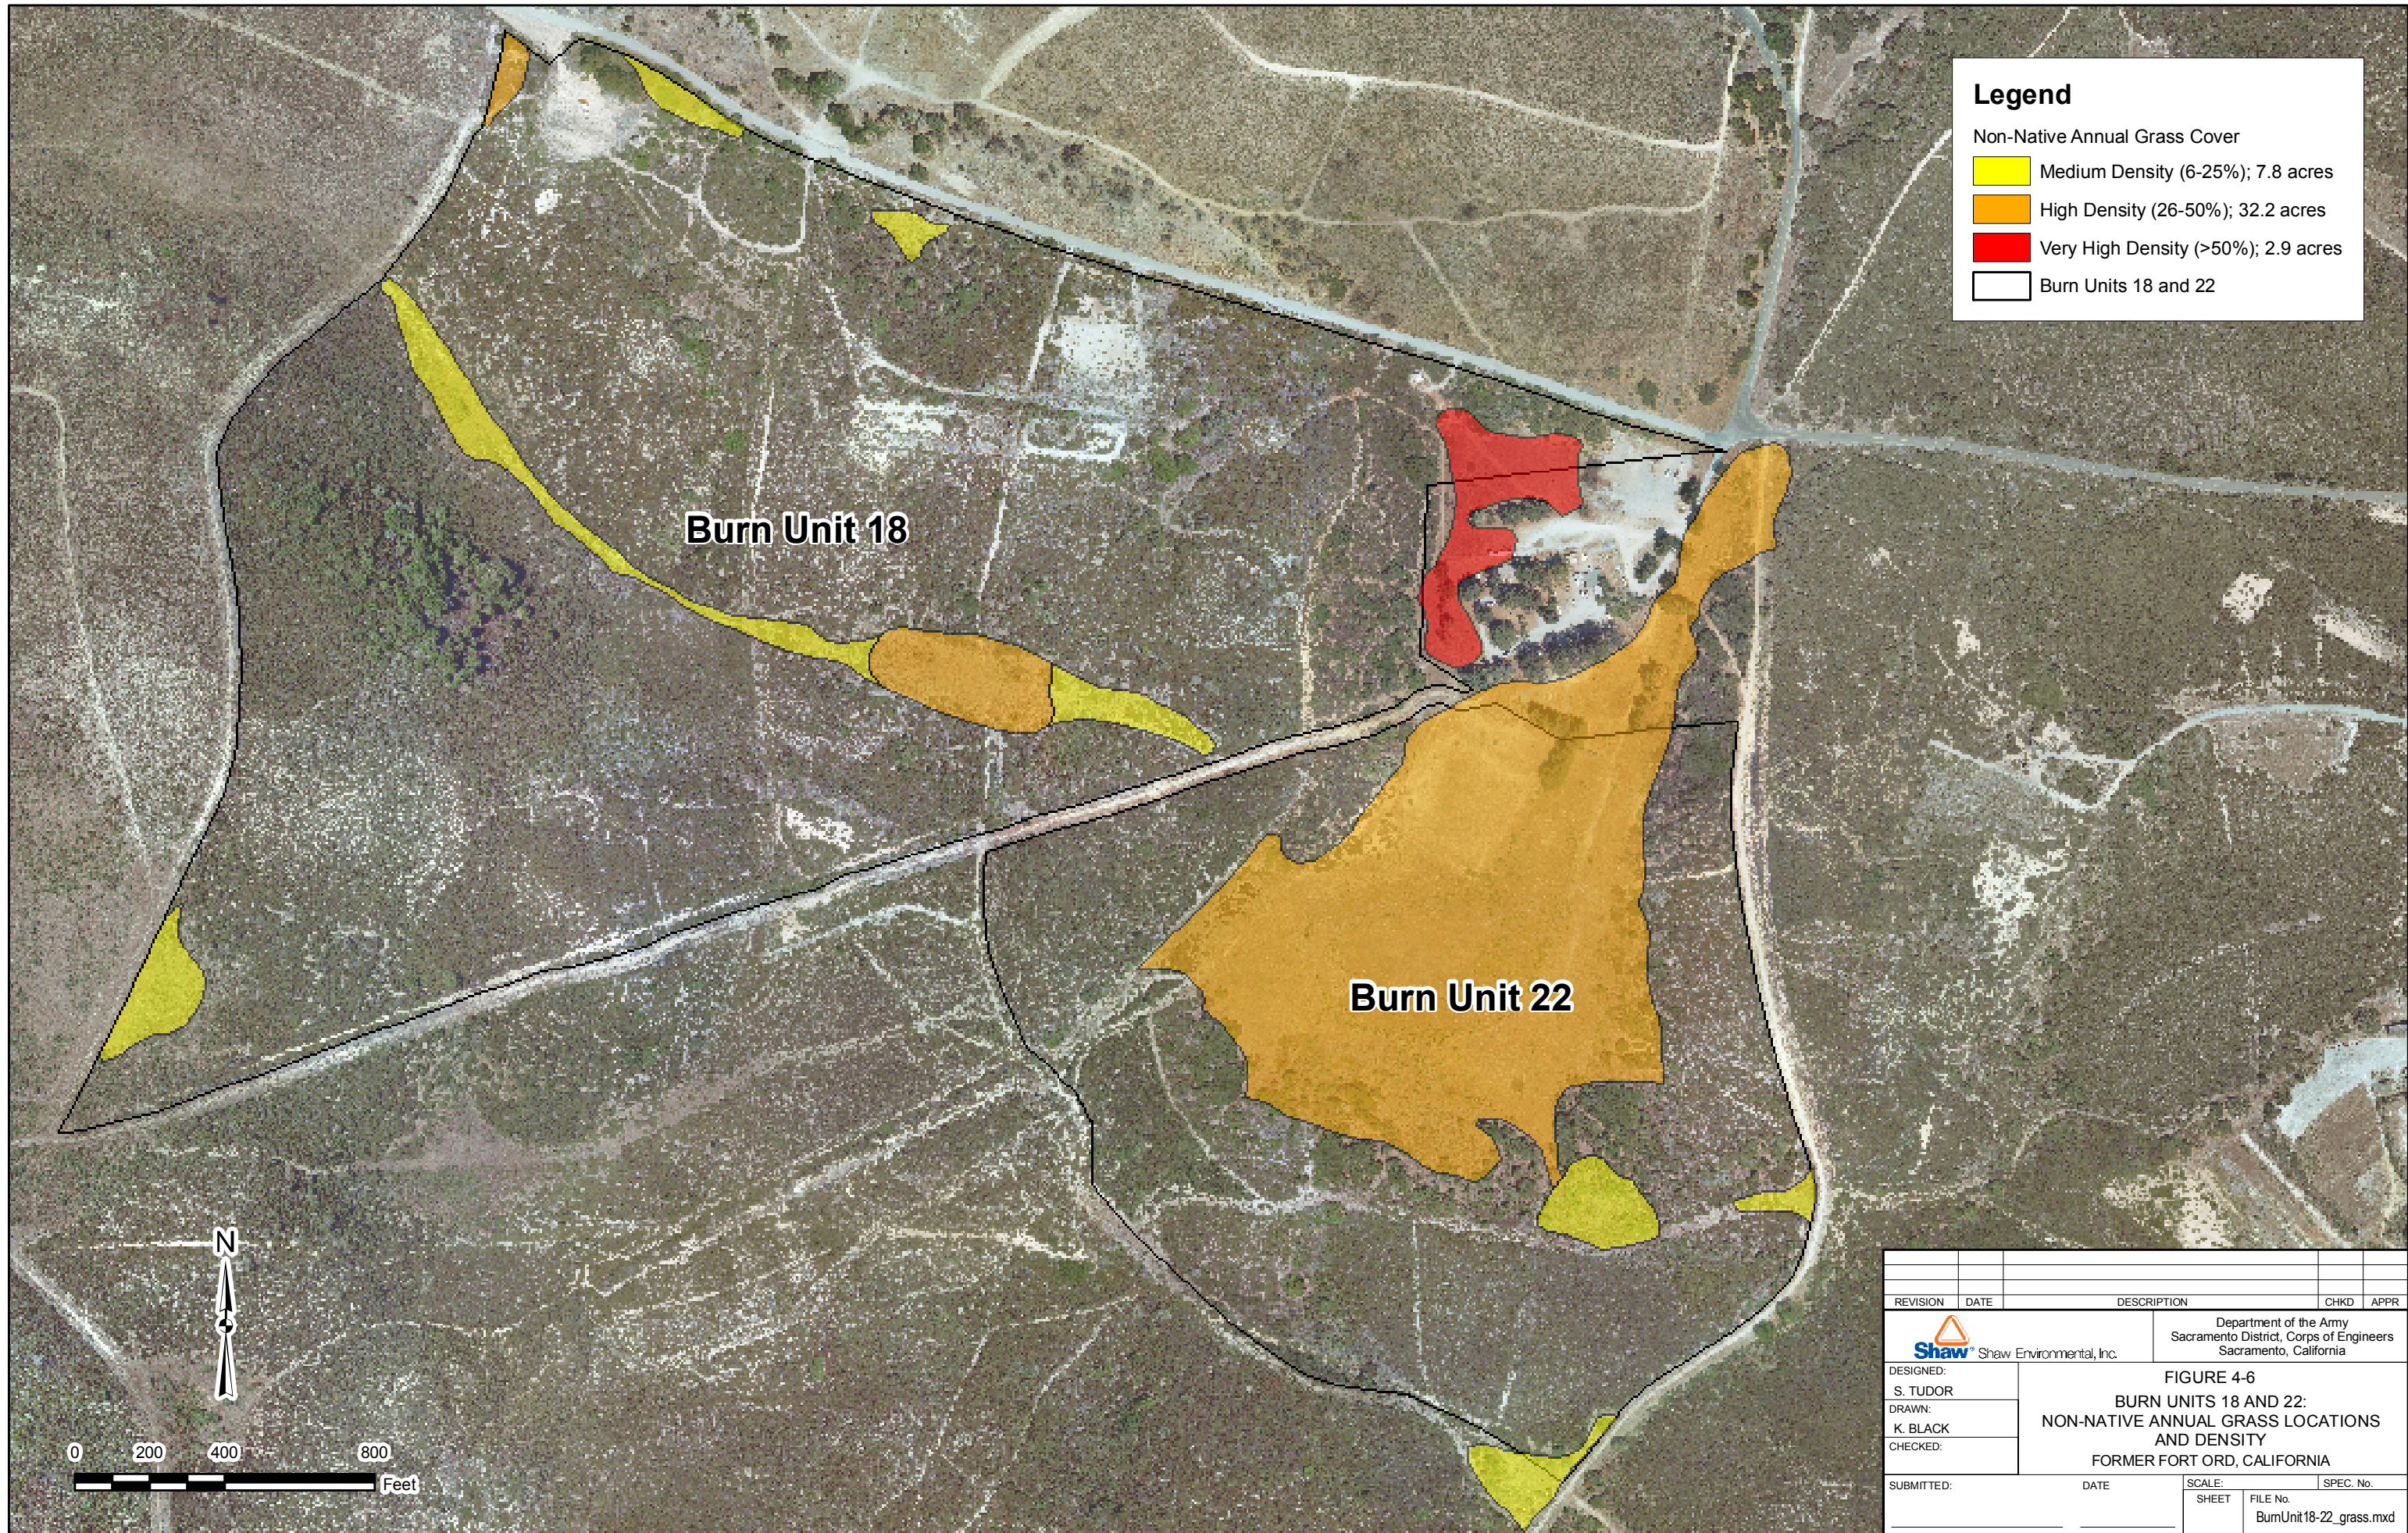 Legend
Non-Native Annual Grass Cover
Medium Density (6-25%); 7.8 acres
High Density (26-50%); 32.2 acres
Very High Density (>50%); 2.9 acres
Burn Units 18 and 22
Burn Unit 18
Burn Unit 22
N
0 200 400 800
Feet
REVISION DATE DESCRIPTION CHKD APPR
Shaw® Shaw Environmental, Inc.
Department of the Army
Sacramento District, Corps of Engineers
Sacramento, California
DESIGNED:
S. TUDOR
DRAWN:
K. BLACK
CHECKED:
FIGURE 4-6
BURN UNITS 18 AND 22:
NON-NATIVE ANNUAL GRASS LOCATIONS
AND DENSITY
FORMER FORT ORD, CALIFORNIA
SUBMITTED: DATE
SCALE: SPEC. No.
SHEET FILE No.
BurnUnit18-22_grass.mxd